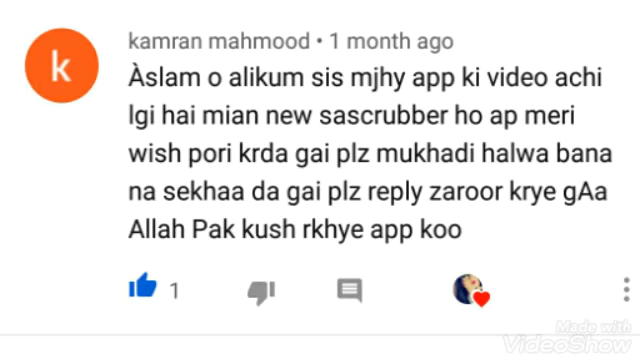 k
kamran mahmood • 1 month ago
Àslam o alikum sis mjhy app ki video achi
lgi hai mian new sascrubber ho ap meri
wish pori krda gai plz mukhadi halwa bana
na sekhaa da gai plz reply zaroor krye gAa
Allah Pak kush rkhye app koo
1
Made with
VideoShow